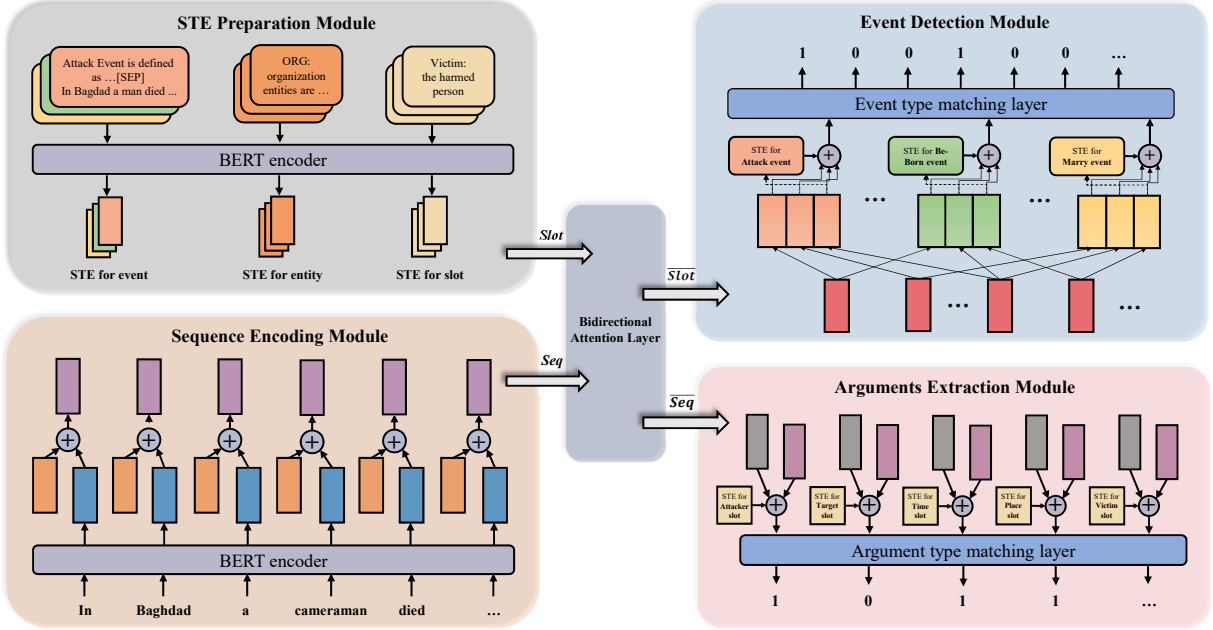 STE Preparation Module
Attack Event is defined
as …[SEP]
In Bagdad a man died ...
ORG:
organization
entities are …
Victim:
the harmed
person
BERT encoder
STE for event
STE for entity
STE for slot
Sequence Encoding Module
BERT encoder
In
Baghdad
a
cameraman
died
…
Slot
Seq
Bidirectional
Attention Layer
Slot
Seq
Event Detection Module
1 0 0 1 0 0 …
Event type matching layer
STE for
Attack event
STE for Be-
Born event
STE for
Marry event
…
…
…
…
Arguments Extraction Module
STE for
Attacker
slot
STE for
Target
slot
STE for
Time
slot
STE for
Place
slot
STE for
Victim
slot
Argument type matching layer
1 0 1 1 …